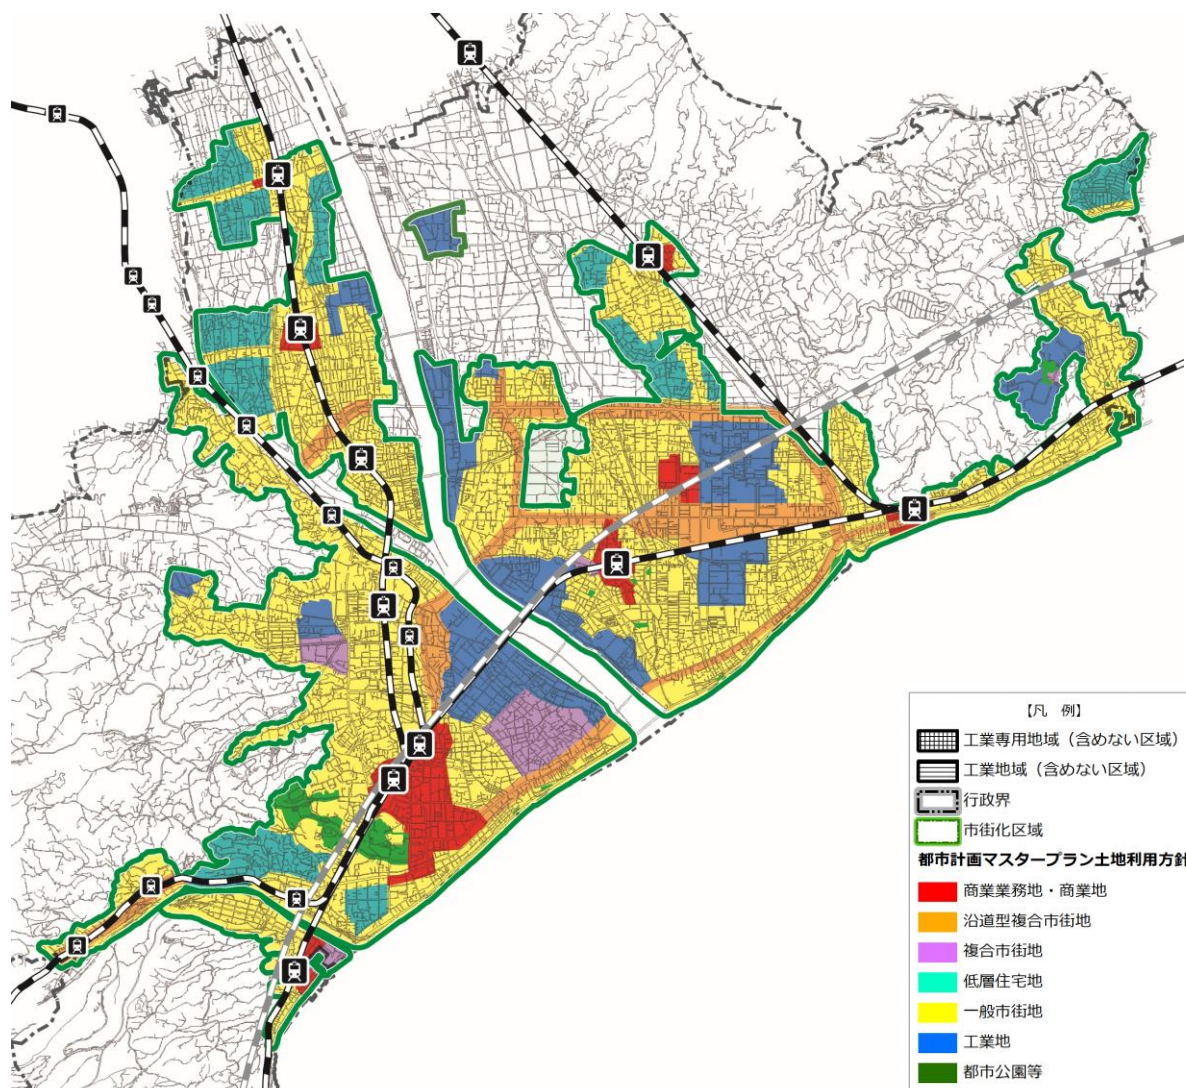 【凡　例】
工業専用地域（含めない区域）
工業地域（含めない区域）
行政界
市街化区域
都市計画マスタープラン土地利用方針
商業業務地・商業地
沿道型複合市街地
複合市街地
低層住宅地
一般市街地
工業地
都市公園等